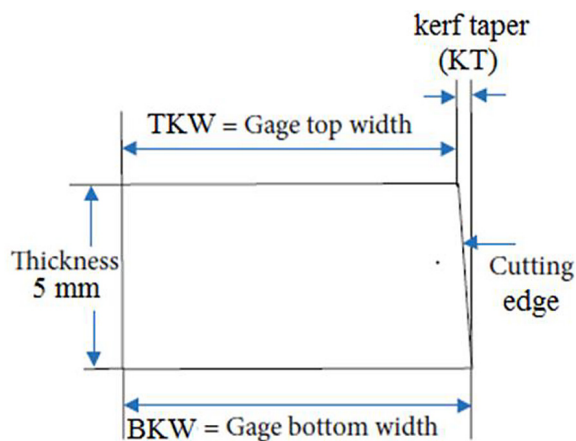 kerf taper
(KT)
TKW = Gage top width
Thickness
5 mm
Cutting
edge
BKW = Gage bottom width